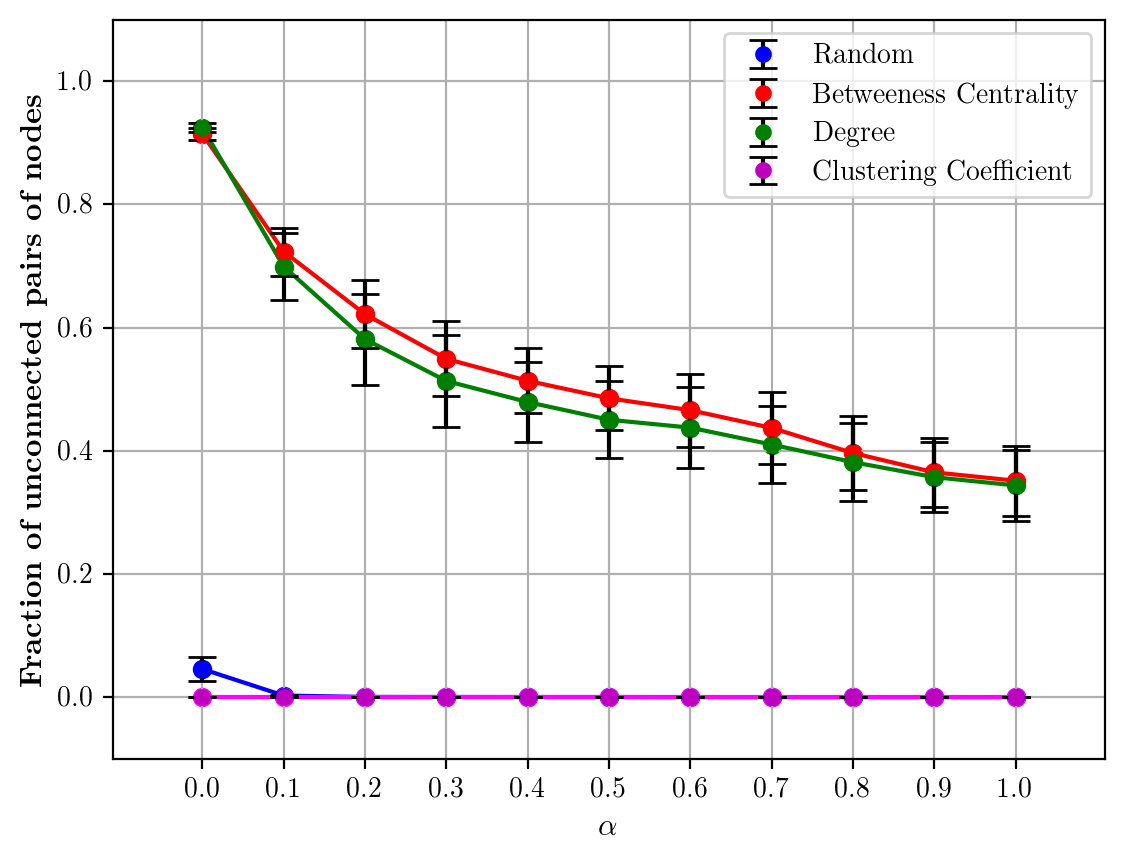 Random
Betweeness Centrality
Degree
Clustering Coefficient
Fraction of unconnected pairs of nodes
1.0
0.8
0.6
0.4
0.2
0.0
0.0 0.1 0.2 0.3 0.4 0.5 0.6 0.7 0.8 0.9 1.0
α